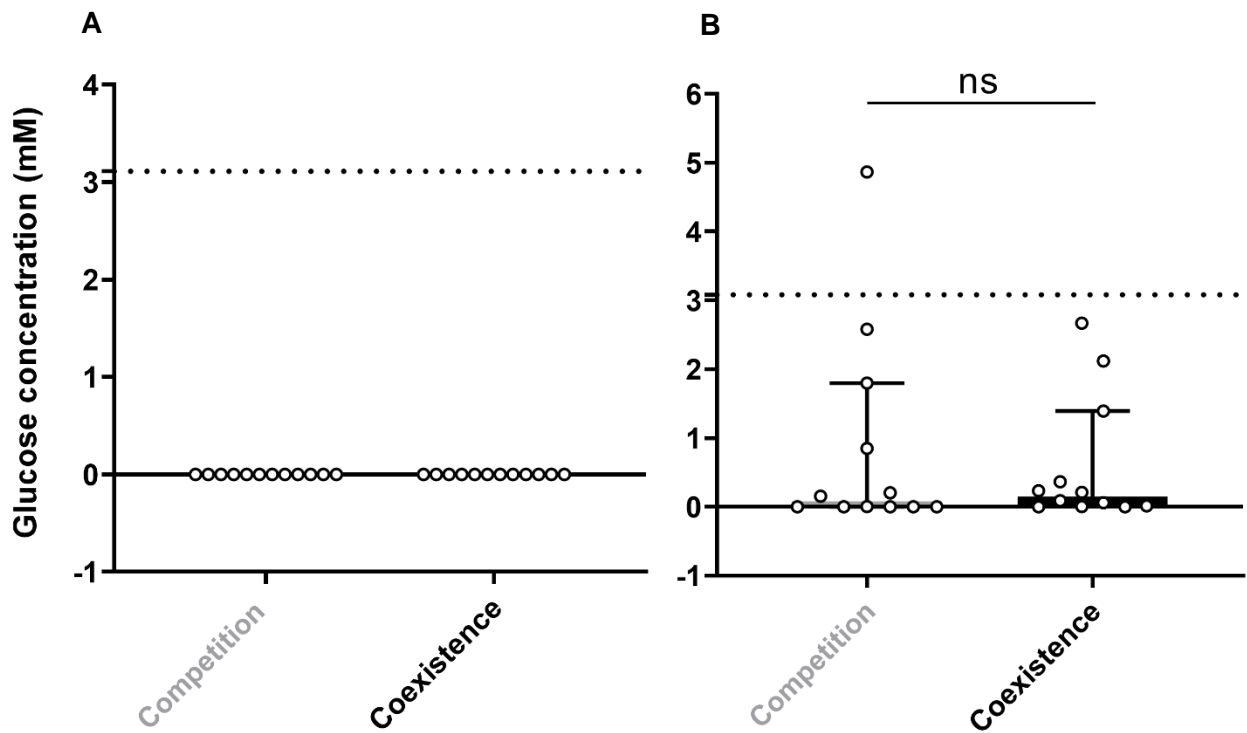 A
B
Glucose concentration (mM)
4
3
2
1
0
-1
Competition
Coexistence
ns
6
5
4
3
2
1
0
-1
Competition
Coexistence